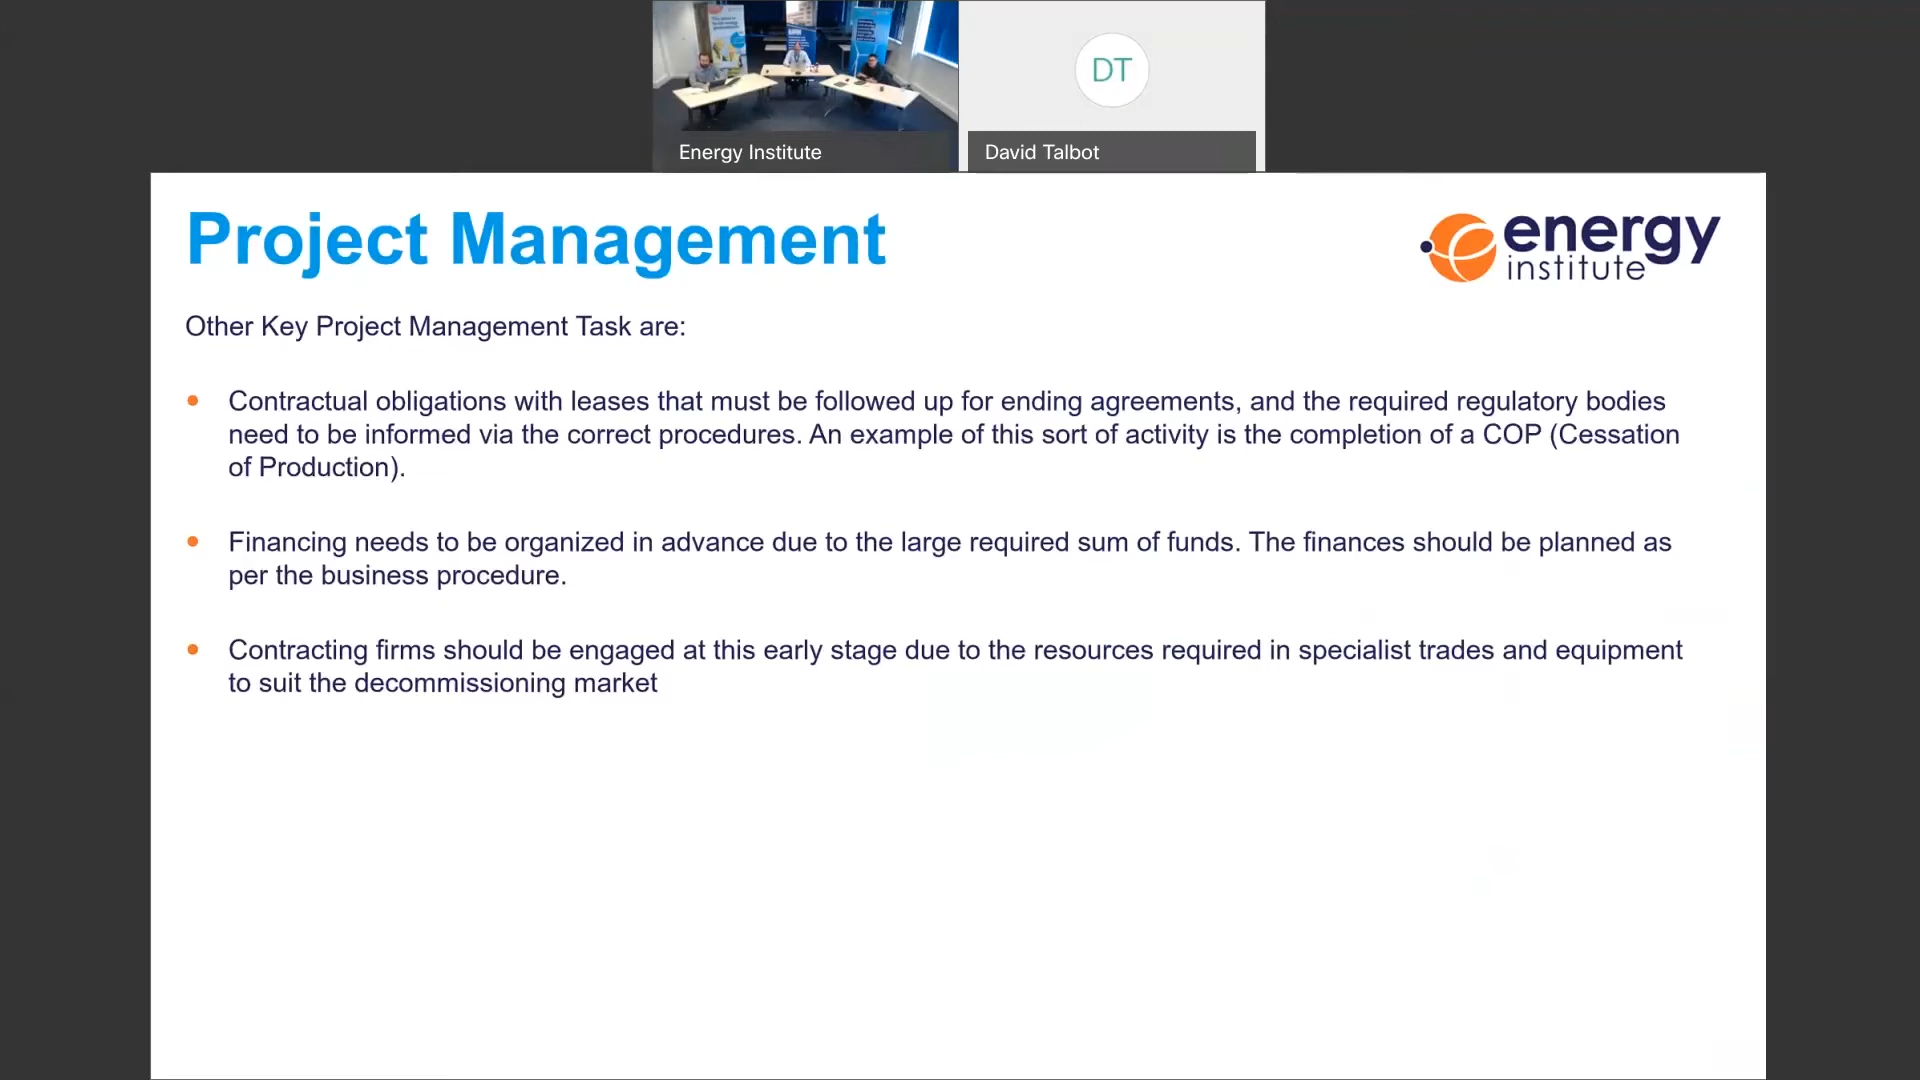 DT
Energy Institute
David Talbot
Project Management
energy
institute
Other Key Project Management Task are:
• Contractual obligations with leases that must be followed up for ending agreements, and the required regulatory bodies
need to be informed via the correct procedures. An example of this sort of activity is the completion of a COP (Cessation
of Production).
• Financing needs to be organized in advance due to the large required sum of funds. The finances should be planned as
per the business procedure.
• Contracting firms should be engaged at this early stage due to the resources required in specialist trades and equipment
to suit the decommissioning market